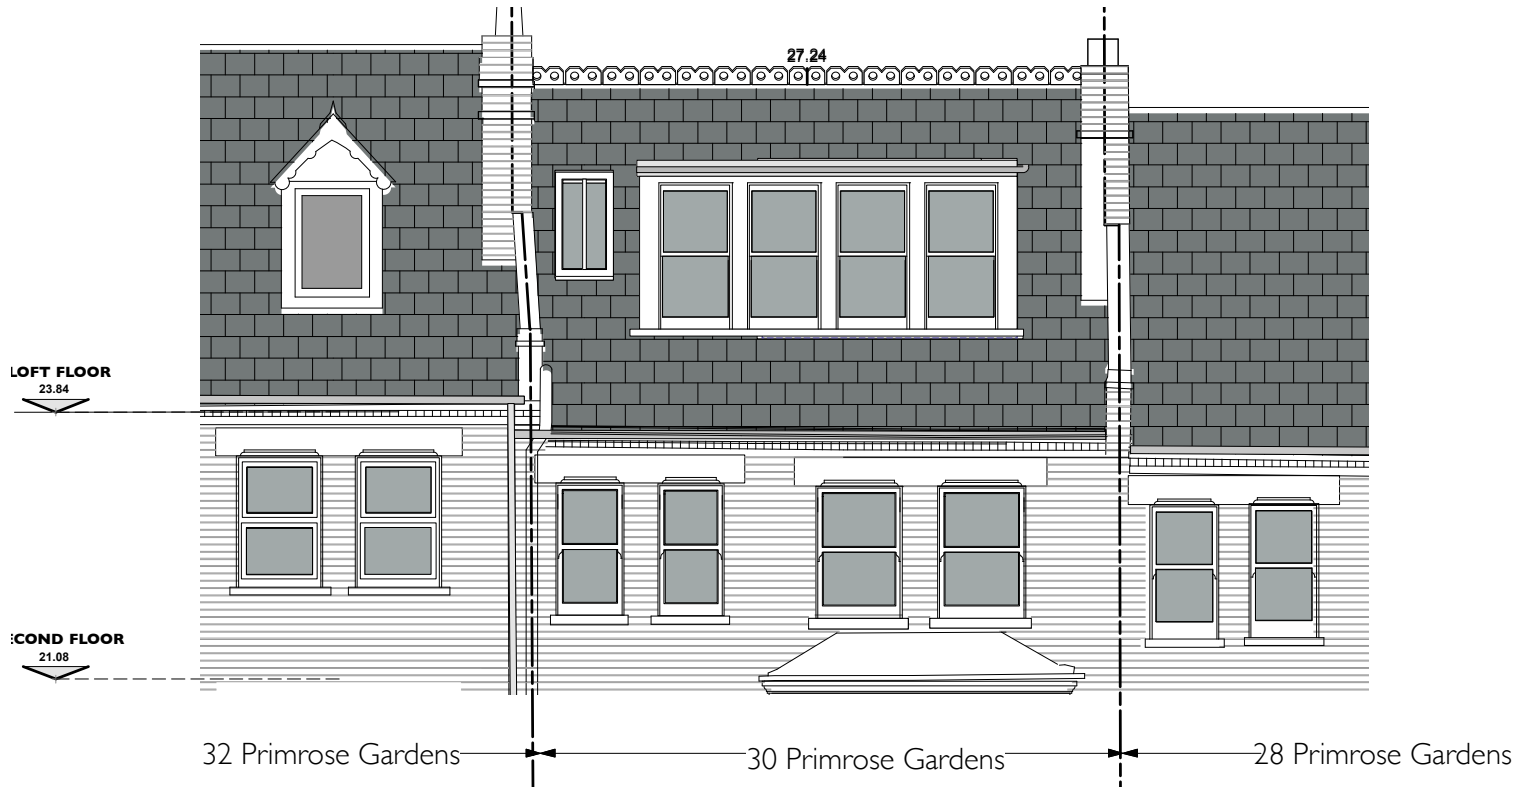 27.24
LOFT FLOOR
23.84
ECOND FLOOR
21.08
32 Primrose Gardens
30 Primrose Gardens
28 Primrose Gardens